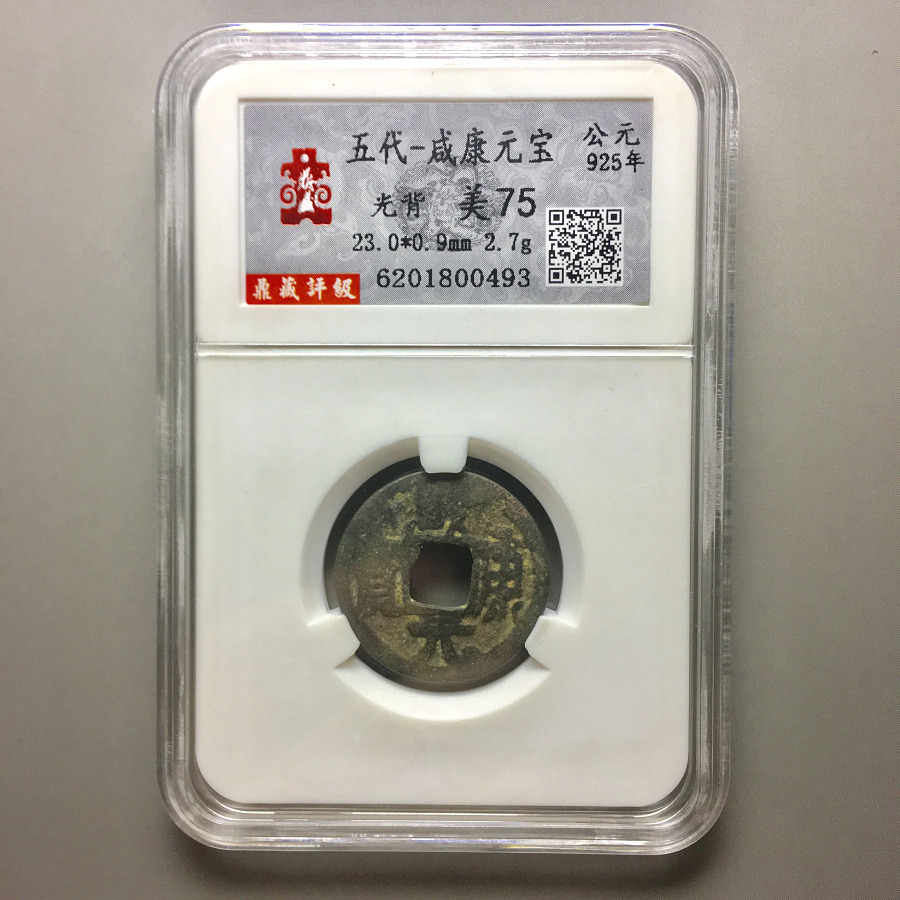 五代-咸康元宝
公元
925年
光背 美75
23.0*0.9mm 2.7g
6201800493
鼎藏評級
元